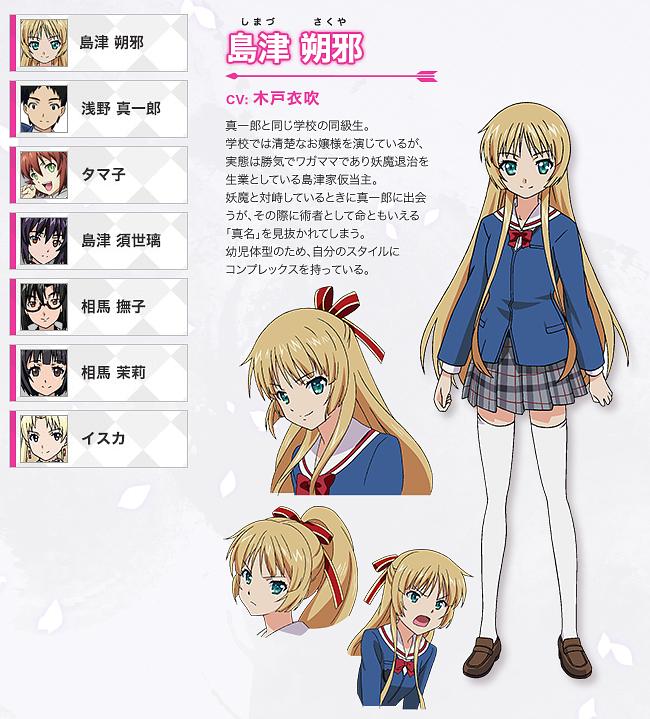 島津 朔邪
浅野 真一郎
タマ子
島津 須世璃
相馬 撫子
相馬 茉莉
イスカ
しまづ さくや
島津 朔邪
CV: 木戸衣吹
真一郎と同じ学校の同級生。
学校では清楚なお嬢様を演じているが、
実態は勝気でワガママであり妖魔退治を
生業としている島津家仮当主。
妖魔と対峙しているときに真一郎に出会
うが、その際に術者として命ともいえる
「真名」を見抜かれてしまう。
幼児体型のため、自分のスタイルに
コンプレックスを持っている。